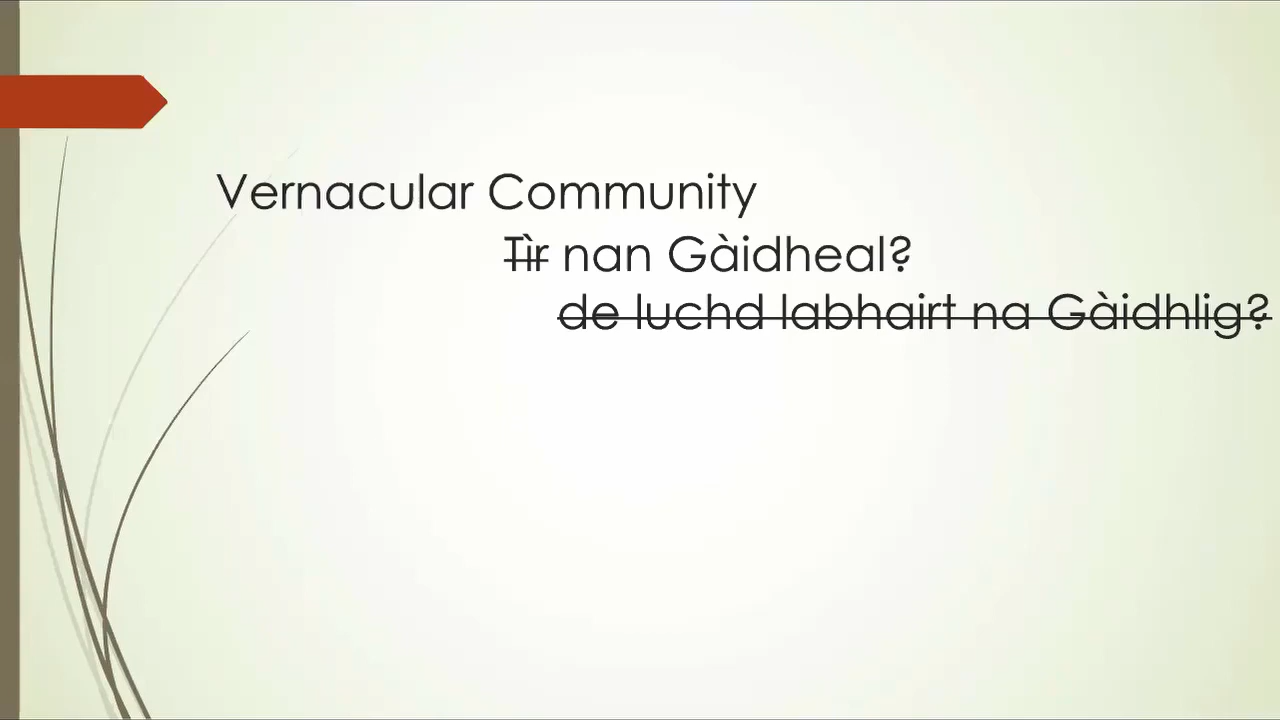 Vernacular Community
Tìr nan Gàidheal?
de luchd labhairt na Gàidhlig?